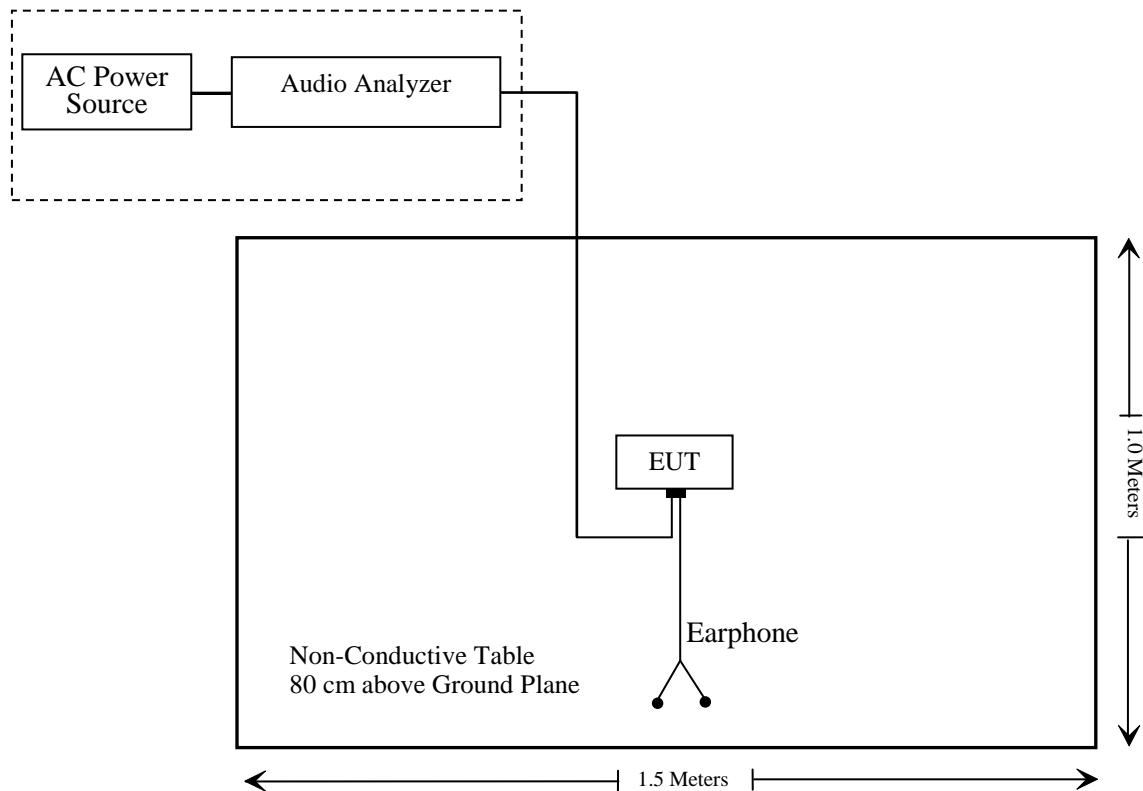 AC Power
Source
Audio Analyzer
EUT
1.0 Meters
Earphone
Non-Conductive Table
80 cm above Ground Plane
1.5 Meters